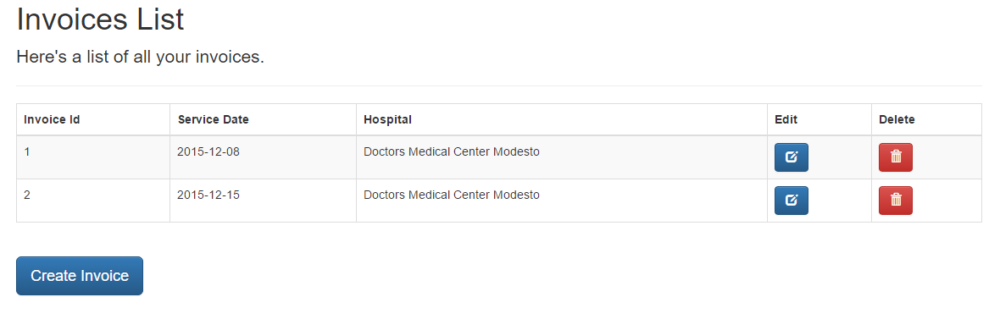 Invoices List
Here's a list of all your invoices.
Invoice Id Service Date Hospital Edit Delete
1 2015-12-08 Doctors Medical Center Modesto
2 2015-12-15 Doctors Medical Center Modesto
Create Invoice